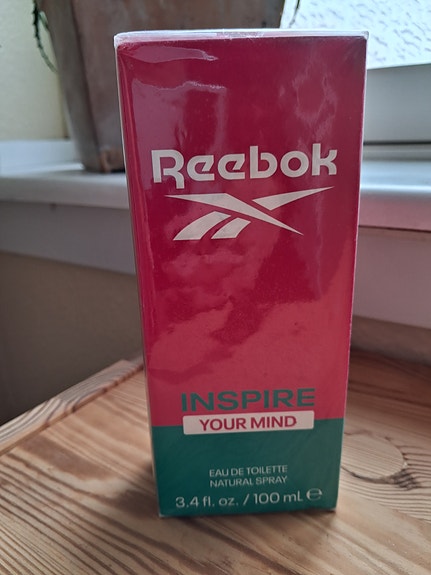 Reebok
INSPIRE
YOUR MIND
EAU DE TOILETTE
NATURAL SPRAY
3.4 fl. oz. / 100 mL ℮